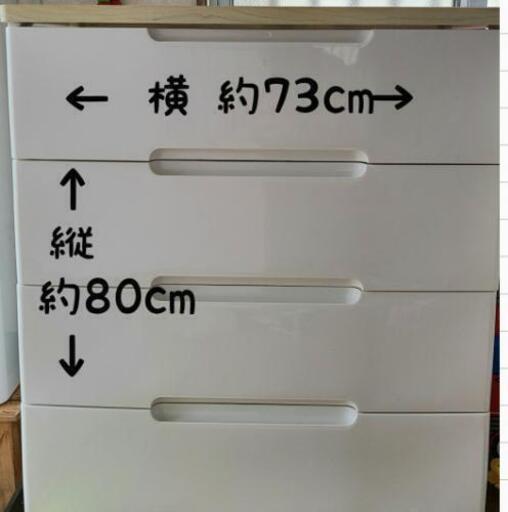 ← 横 約73cm→
↑
縦
約80cm
↓